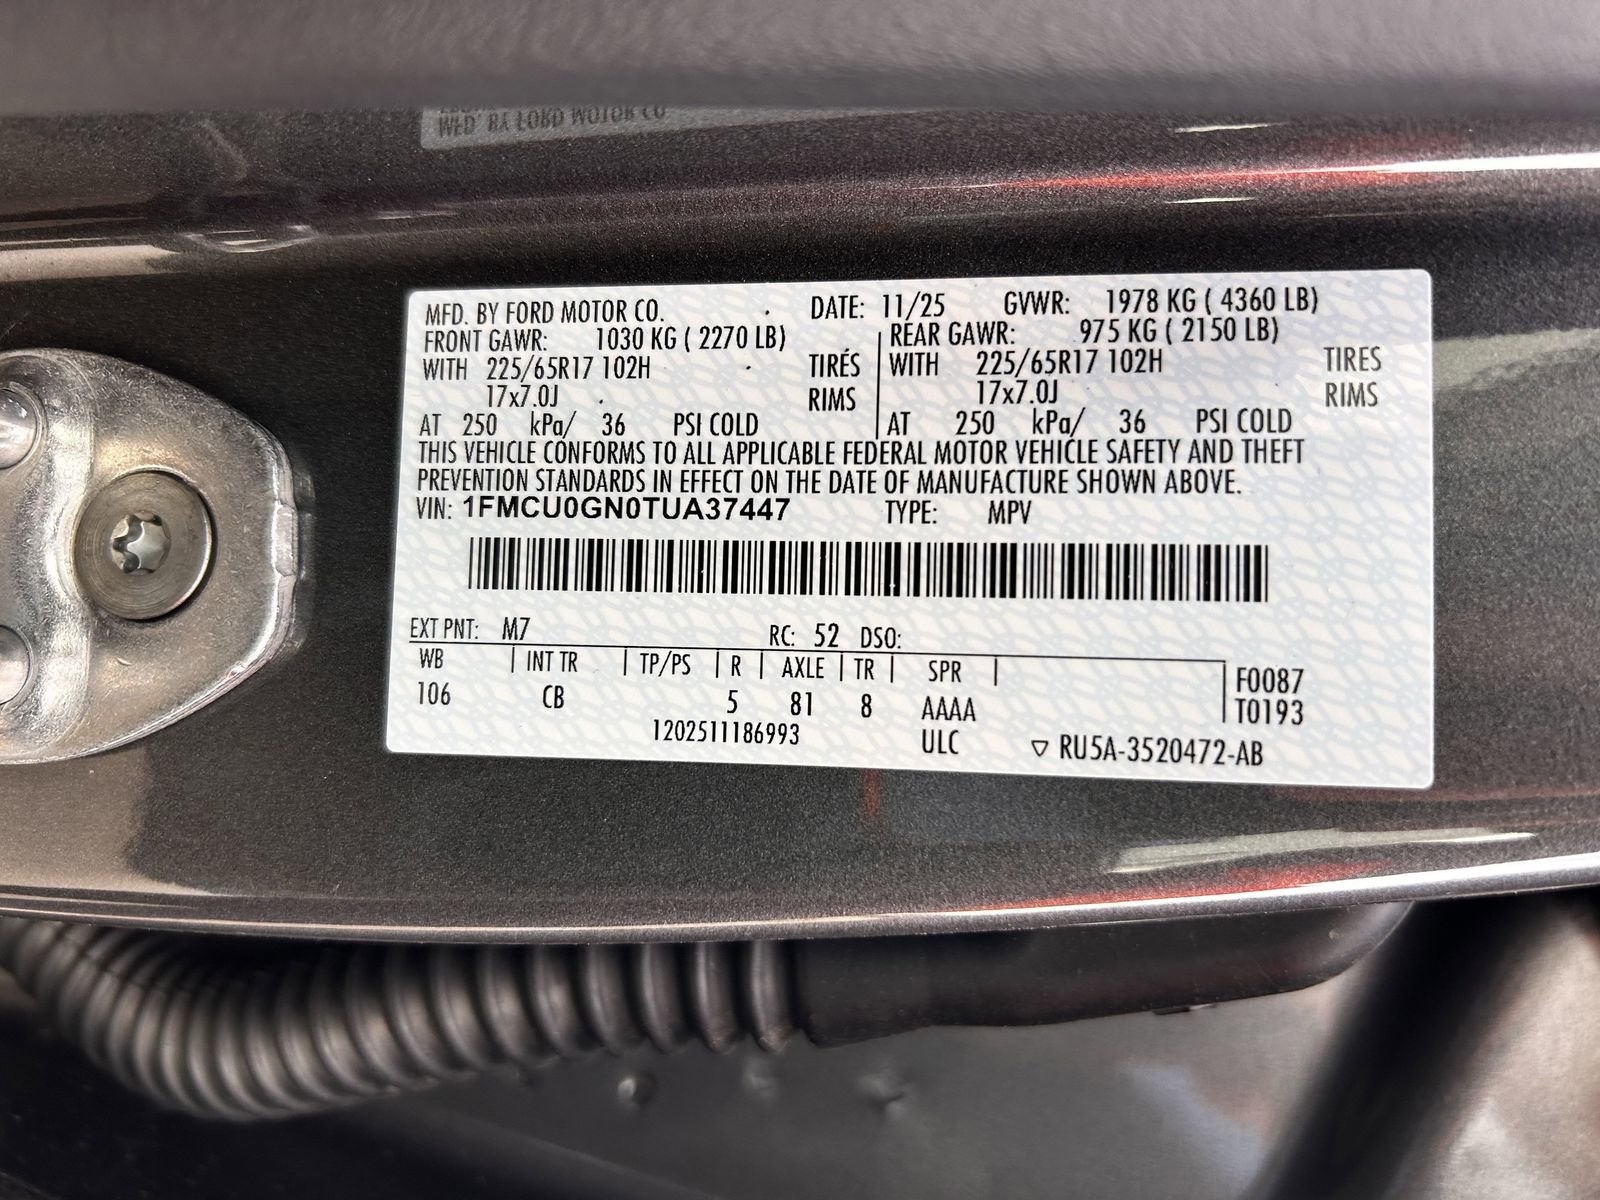 MFD. BY FORD MOTOR CO.
MFD. BY FORD MOTOR CO. DATE: 11/25 GVWR: 1978 KG ( 4360 LB)
FRONT GAWR: 1030 KG ( 2270 LB) REAR GAWR: 975 KG ( 2150 LB)
WITH 225/65R17 102H TIRES WITH 225/65R17 102H TIRES
17x7.0J RIMS 17x7.0J RIMS
AT 250 kPa/ 36 PSI COLD AT 250 kPa/ 36 PSI COLD
THIS VEHICLE CONFORMS TO ALL APPLICABLE FEDERAL MOTOR VEHICLE SAFETY AND THEFT
PREVENTION STANDARDS IN EFFECT ON THE DATE OF MANUFACTURE SHOWN ABOVE.
VIN: 1FMCU0GN0TUA37447 TYPE: MPV
EXT PNT: M7 RC: 52 DSO:
WB INT TR TP/PS R AXLE TR SPR F0087
106 CB 5 81 8 AAAA T0193
1202511186993 ULC ▽ RU5A-3520472-AB